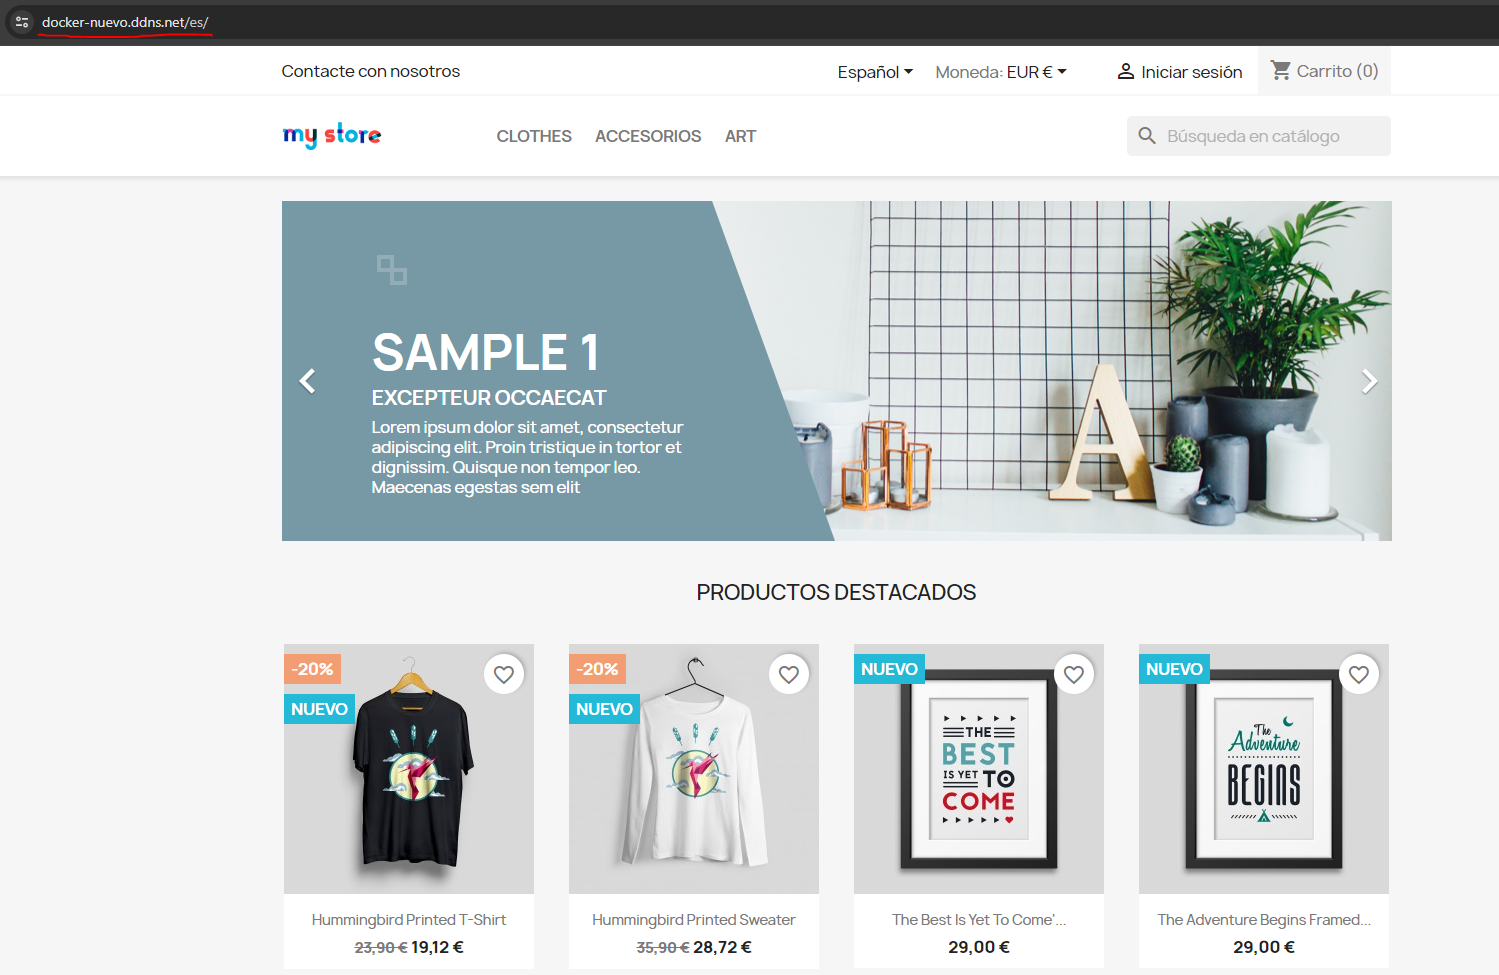 docker-nuevo.ddns.net/es/
Contacte con nosotros
Español
Moneda: EUR €
Iniciar sesión
Carrito (0)
my store
CLOTHES
ACCESORIOS
ART
Búsqueda en catálogo
SAMPLE 1
EXCEPTEUR OCCAECAT
Lorem ipsum dolor sit amet, consectetur
adipiscing elit. Proin tristique in tortor et
dignissim. Quisque non tempor leo.
Maecenas egestas sem elit
A
PRODUCTOS DESTACADOS
-20%
NUEVO
Hummingbird Printed T-Shirt
23,90 € 19,12 €
-20%
NUEVO
Hummingbird Printed Sweater
35,90 € 28,72 €
NUEVO
THE
BEST
IS YET TO
COME
The Best Is Yet To Come'...
29,00 €
NUEVO
The
Adventure
BEGINS
The Adventure Begins Framed...
29,00 €